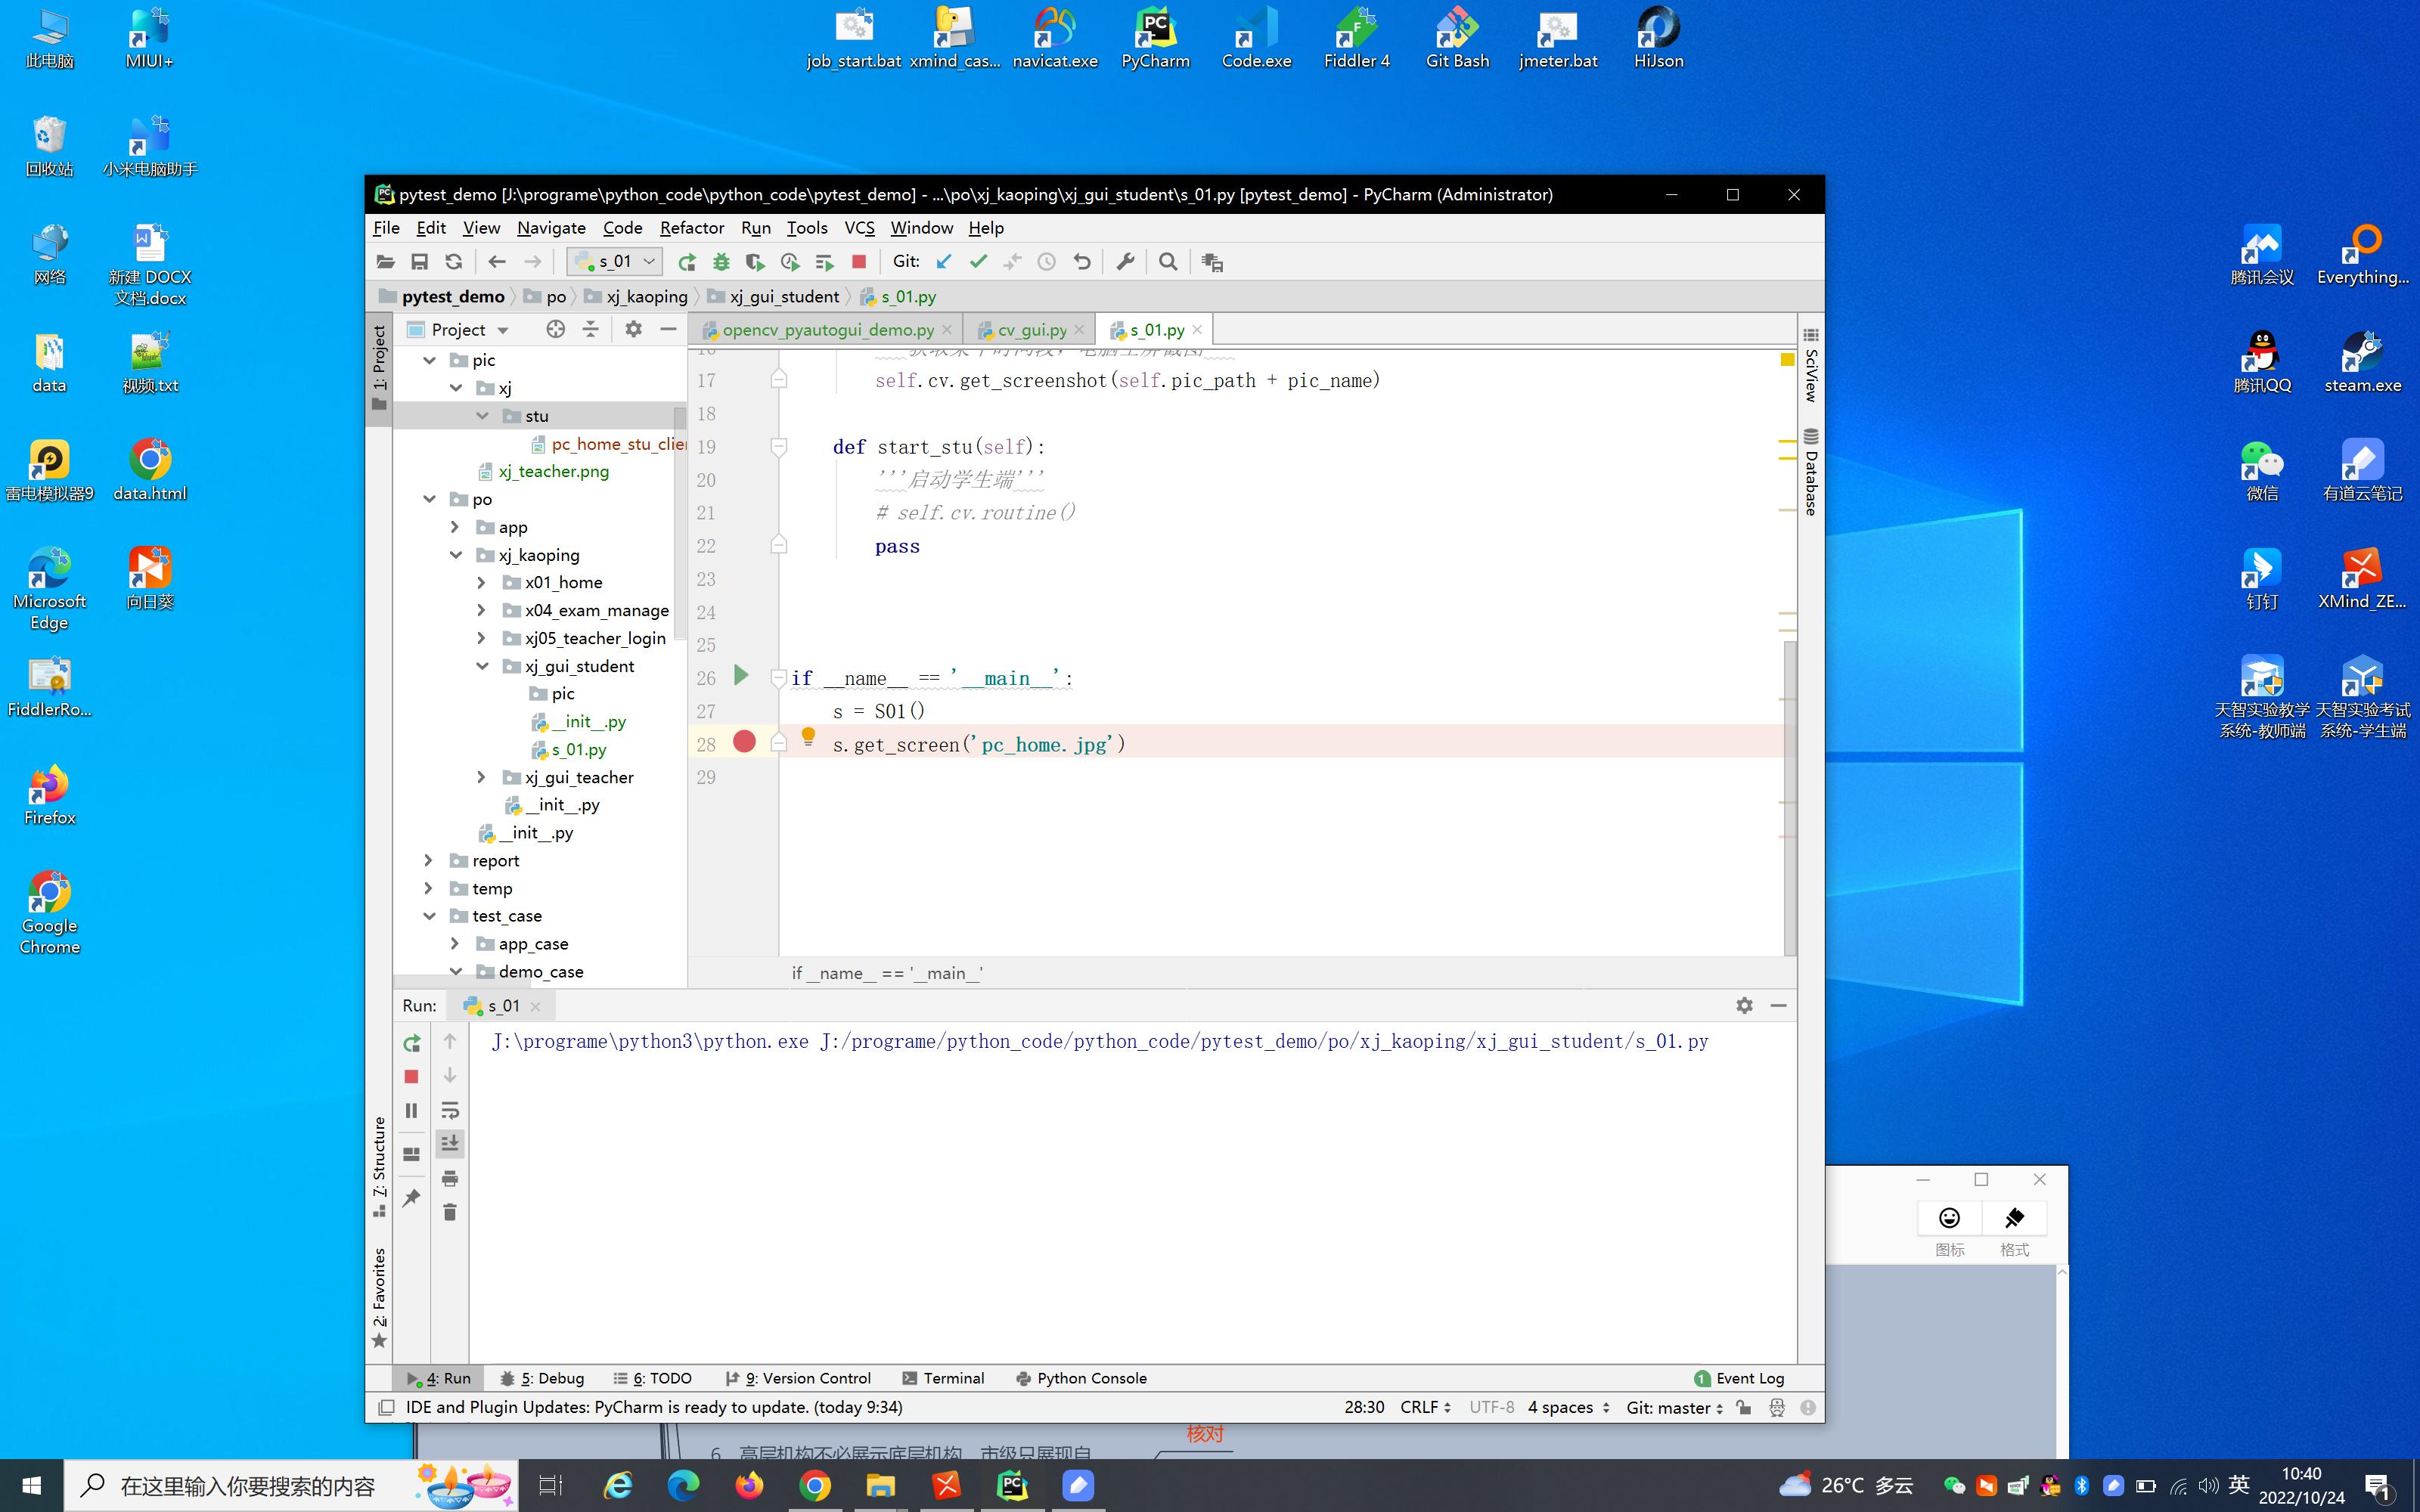 此电脑
MIUI+
job_start.bat
xmind_cas...
navicat.exe
PyCharm
Code.exe
Fiddler 4
Git Bash
jmeter.bat
HiJson
回收站
小米电脑助手
网络
新建 DOCX
文档.docx
data
视频.txt
雷电模拟器9
data.html
Microsoft
Edge
向日葵
FiddlerRo...
Firefox
Google
Chrome
腾讯会议
Everything...
腾讯QQ
steam.exe
微信
有道云笔记
钉钉
XMind_ZE...
天智实验教学
系统-教师端
天智实验考试
系统-学生端
pytest_demo [J:\programe\python_code\python_code\pytest_demo] - ...\po\xj_kaoping\xj_gui_student\s_01.py [pytest_demo] - PyCharm (Administrator)
File Edit View Navigate Code Refactor Run Tools VCS Window Help
s_01 Git:
pytest_demo po xj_kaoping xj_gui_student s_01.py
1: Project
Project
opencv_pyautogui_demo.py cv_gui.py s_01.py
pic
xj
stu
pc_home_stu_clie
xj_teacher.png
po
app
xj_kaoping
x01_home
x04_exam_manage
xj05_teacher_login
xj_gui_student
pic
__init__.py
s_01.py
xj_gui_teacher
__init__.py
__init__.py
report
temp
test_case
app_case
demo_case
17 self.cv.get_screenshot(self.pic_path + pic_name)
18
19 def start_stu(self):
20 '''启动学生端'''
21 # self.cv.routine()
22 pass
23
24
25
26 if __name__ == '__main__':
27 s = S01()
28 s.get_screen('pc_home.jpg')
29
if __name__ == '__main__'
SciView
Database
Run: s_01
J:\programe\python3\python.exe J:/programe/python_code/python_code/pytest_demo/po/xj_kaoping/xj_gui_student/s_01.py
7: Structure
2: Favorites
4: Run 5: Debug 6: TODO 9: Version Control Terminal Python Console 1 Event Log
IDE and Plugin Updates: PyCharm is ready to update. (today 9:34) 28:30 CRLF UTF-8 4 spaces Git: master
图标 格式
核对
6、高层机构不必展示底层机构，市级只展现自
在这里输入你要搜索的内容
26°C 多云
英
10:40
2022/10/24
1